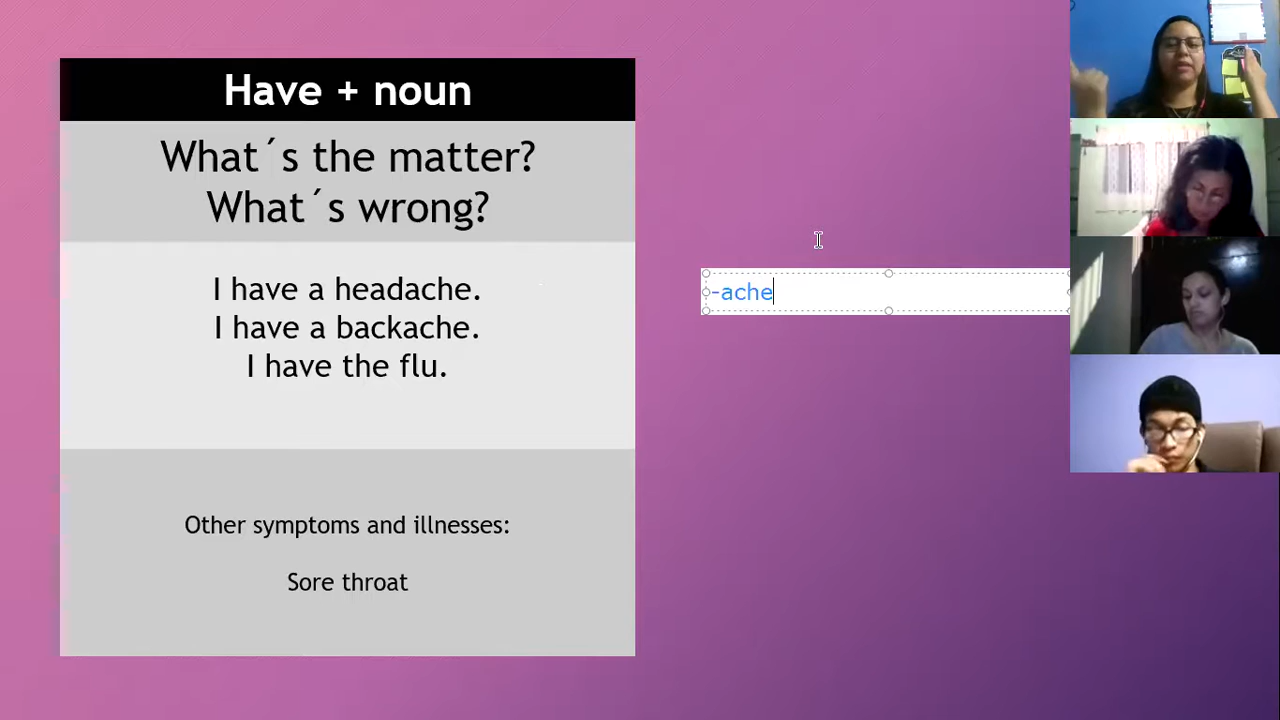 Have + noun
What´s the matter?
What´s wrong?
I have a headache.
I have a backache.
I have the flu.
Other symptoms and illnesses:
Sore throat
-ache